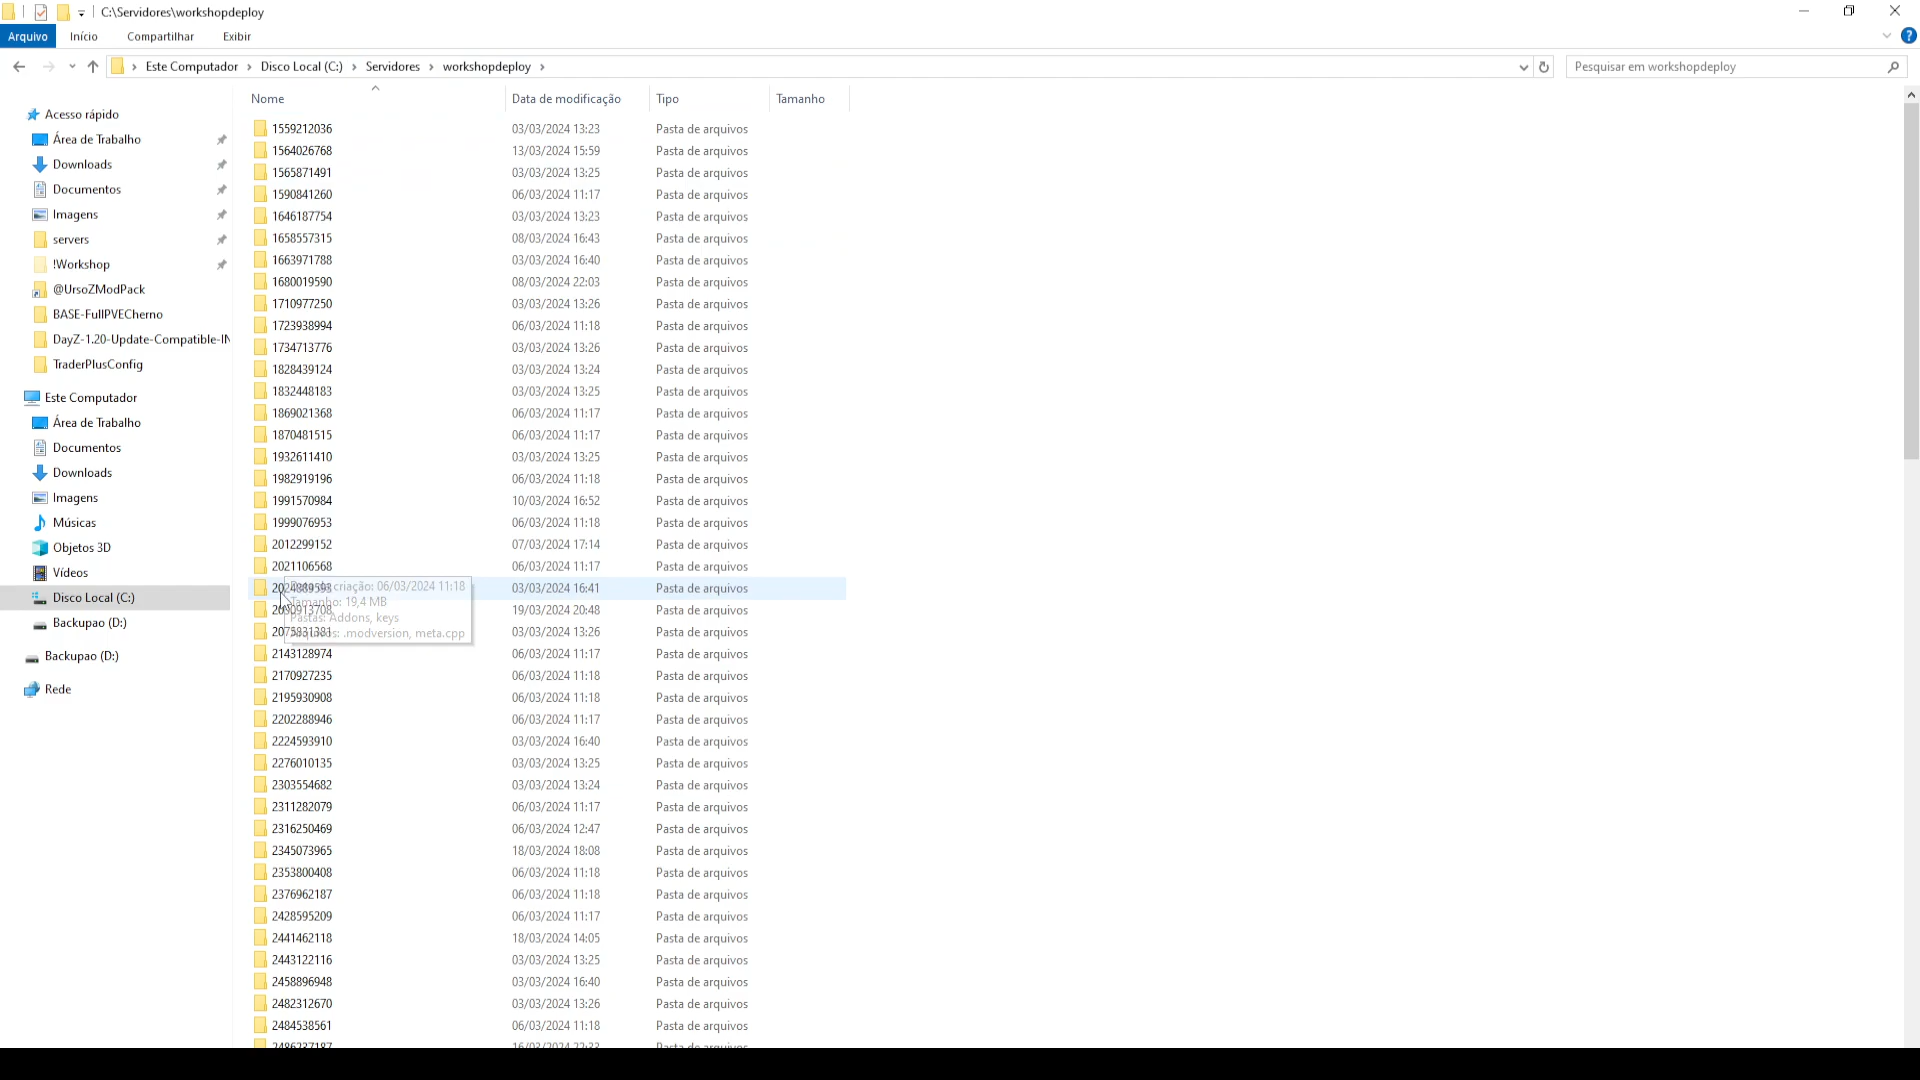 C:\Servidores\workshopdeploy
Arquivo Início Compartilhar Exibir
Este Computador Disco Local (C:) Servidores workshopdeploy Pesquisar em workshopdeploy
Nome Data de modificação Tipo Tamanho
Acesso rápido
Área de Trabalho
Downloads
Documentos
Imagens
servers
!Workshop
@UrsoZModPack
BASE-FullPVECherno
DayZ-1.20-Update-Compatible-IN
TraderPlusConfig
Este Computador
Área de Trabalho
Documentos
Downloads
Imagens
Músicas
Objetos 3D
Vídeos
Disco Local (C:)
Backupao (D:)
Backupao (D:)
Rede
1559212036 03/03/2024 13:23 Pasta de arquivos
1564026768 13/03/2024 15:59 Pasta de arquivos
1565871491 03/03/2024 13:25 Pasta de arquivos
1590841260 06/03/2024 11:17 Pasta de arquivos
1646187754 03/03/2024 13:23 Pasta de arquivos
1658557315 08/03/2024 16:43 Pasta de arquivos
1663971788 03/03/2024 16:40 Pasta de arquivos
1680019590 08/03/2024 22:03 Pasta de arquivos
1710977250 03/03/2024 13:26 Pasta de arquivos
1723938994 06/03/2024 11:18 Pasta de arquivos
1734713776 03/03/2024 13:26 Pasta de arquivos
1828439124 03/03/2024 13:24 Pasta de arquivos
1832448183 03/03/2024 13:25 Pasta de arquivos
1869021368 06/03/2024 11:17 Pasta de arquivos
1870481515 06/03/2024 11:17 Pasta de arquivos
1932611410 03/03/2024 13:25 Pasta de arquivos
1982919196 06/03/2024 11:18 Pasta de arquivos
1991570984 10/03/2024 16:52 Pasta de arquivos
1999076953 06/03/2024 11:18 Pasta de arquivos
2012299152 07/03/2024 17:14 Pasta de arquivos
2021106568 06/03/2024 11:17 Pasta de arquivos
03/03/2024 16:41 Pasta de arquivos
19/03/2024 20:48 Pasta de arquivos
03/03/2024 13:26 Pasta de arquivos
criação: 06/03/2024 11:18
Tamanho: 19,4 MB
Pastas: Addons, keys
.modversion, meta.cpp
2143128974 06/03/2024 11:17 Pasta de arquivos
2170927235 06/03/2024 11:18 Pasta de arquivos
2195930908 06/03/2024 11:18 Pasta de arquivos
2202288946 06/03/2024 11:17 Pasta de arquivos
2224593910 03/03/2024 16:40 Pasta de arquivos
2276010135 03/03/2024 13:25 Pasta de arquivos
2303554682 03/03/2024 13:24 Pasta de arquivos
2311282079 06/03/2024 11:17 Pasta de arquivos
2316250469 06/03/2024 12:47 Pasta de arquivos
2345073965 18/03/2024 18:08 Pasta de arquivos
2353800408 06/03/2024 11:18 Pasta de arquivos
2376962187 06/03/2024 11:18 Pasta de arquivos
2428595209 06/03/2024 11:17 Pasta de arquivos
2441462118 18/03/2024 14:05 Pasta de arquivos
2443122116 03/03/2024 13:25 Pasta de arquivos
2458896948 03/03/2024 16:40 Pasta de arquivos
2482312670 03/03/2024 13:26 Pasta de arquivos
2484538561 06/03/2024 11:18 Pasta de arquivos